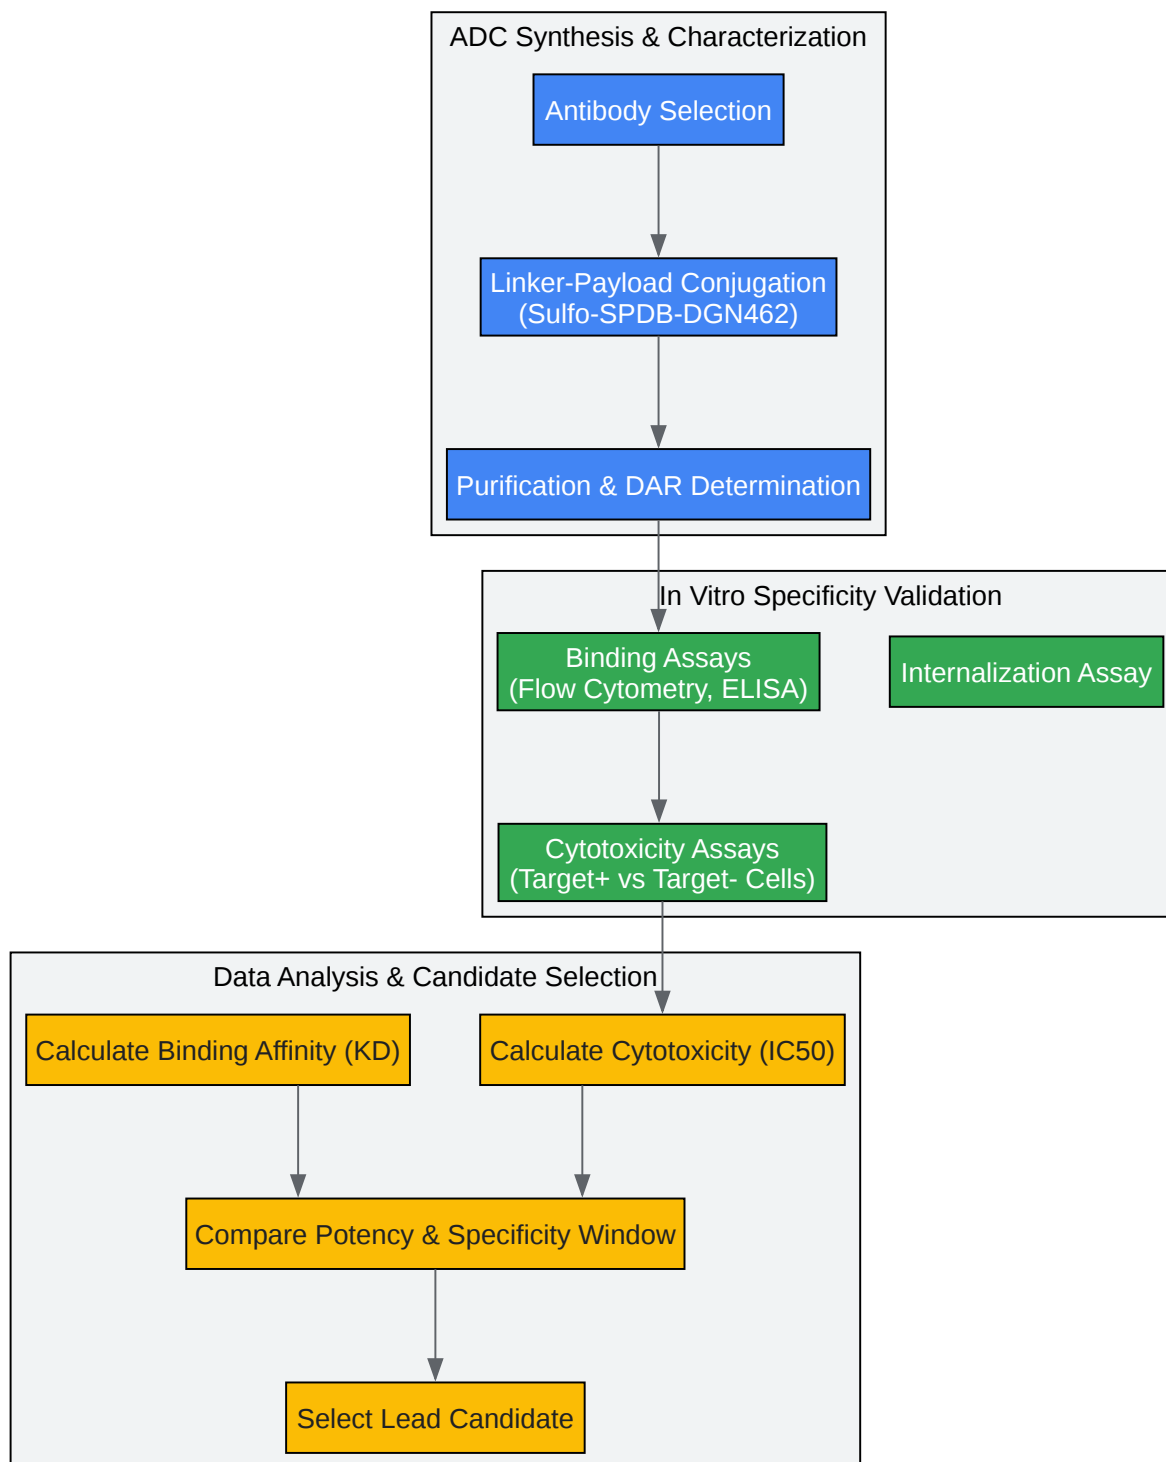 ADC Synthesis & Characterization
Antibody Selection
Linker-Payload Conjugation
(Sulfo-SPDB-DGN462)
Purification & DAR Determination
In Vitro Specificity Validation
Binding Assays
(Flow Cytometry, ELISA)
Internalization Assay
Cytotoxicity Assays
(Target+ vs Target- Cells)
Data Analysis & Candidate Selection
Calculate Binding Affinity (KD)
Calculate Cytotoxicity (IC50)
Compare Potency & Specificity Window
Select Lead Candidate